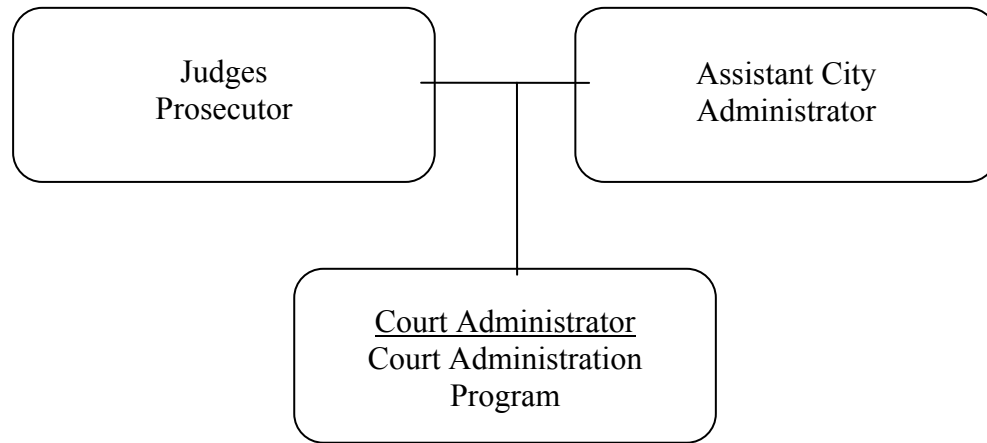 Judges
Prosecutor
Assistant City
Administrator
Court Administrator
Court Administration
Program